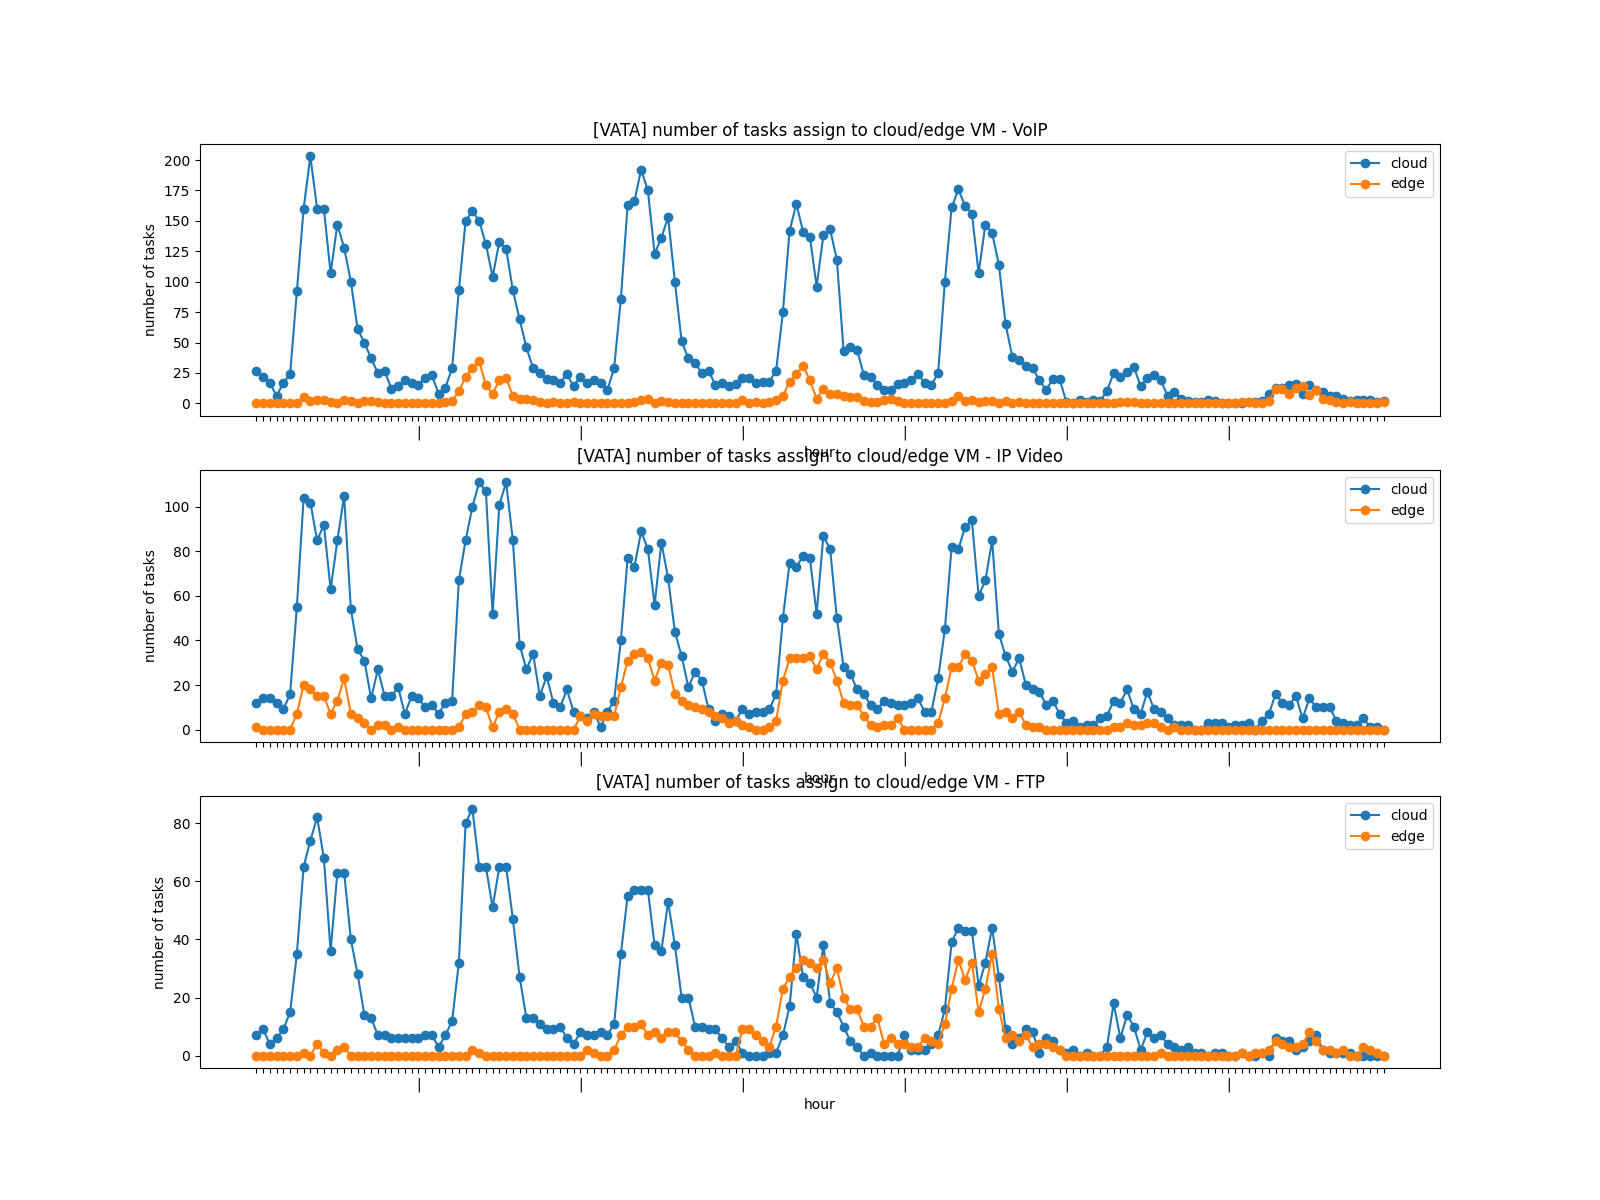 [VATA] number of tasks assign to cloud/edge VM - VoIP
200
175
150
125
100
75
50
25
0
number of tasks
cloud
edge
hour
[VATA] number of tasks assign to cloud/edge VM - IP Video
100
80
60
40
20
0
number of tasks
cloud
edge
hour
[VATA] number of tasks assign to cloud/edge VM - FTP
80
60
40
20
0
number of tasks
cloud
edge
hour